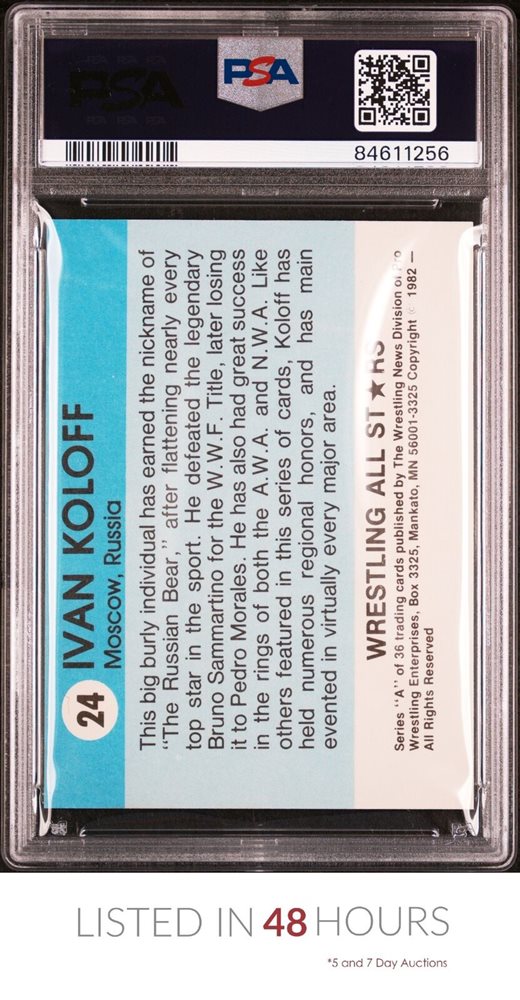 PSA
PSA
84611256
24
IVAN KOLOFF
Moscow, Russia
This big burly individual has earned the nickname of
“The Russian Bear,” after flattening nearly every
top star in the sport. He defeated the legendary
Bruno Sammartino for the W.W.F. Title, later losing
it to Pedro Morales. He has also had great success
in the rings of both the A.W.A. and N.W.A. Like
others featured in this series of cards, Koloff has
held numerous regional honors, and has main
evented in virtually every major area.
WRESTLING ALL ST★RS
Series “A” of 36 trading cards published by The Wrestling News Division of Pro
Wrestling Enterprises, Box 3325, Mankato, MN 56001-3325 Copyright © 1982 —
All Rights Reserved
LISTED IN 48 HOURS
*5 and 7 Day Auctions